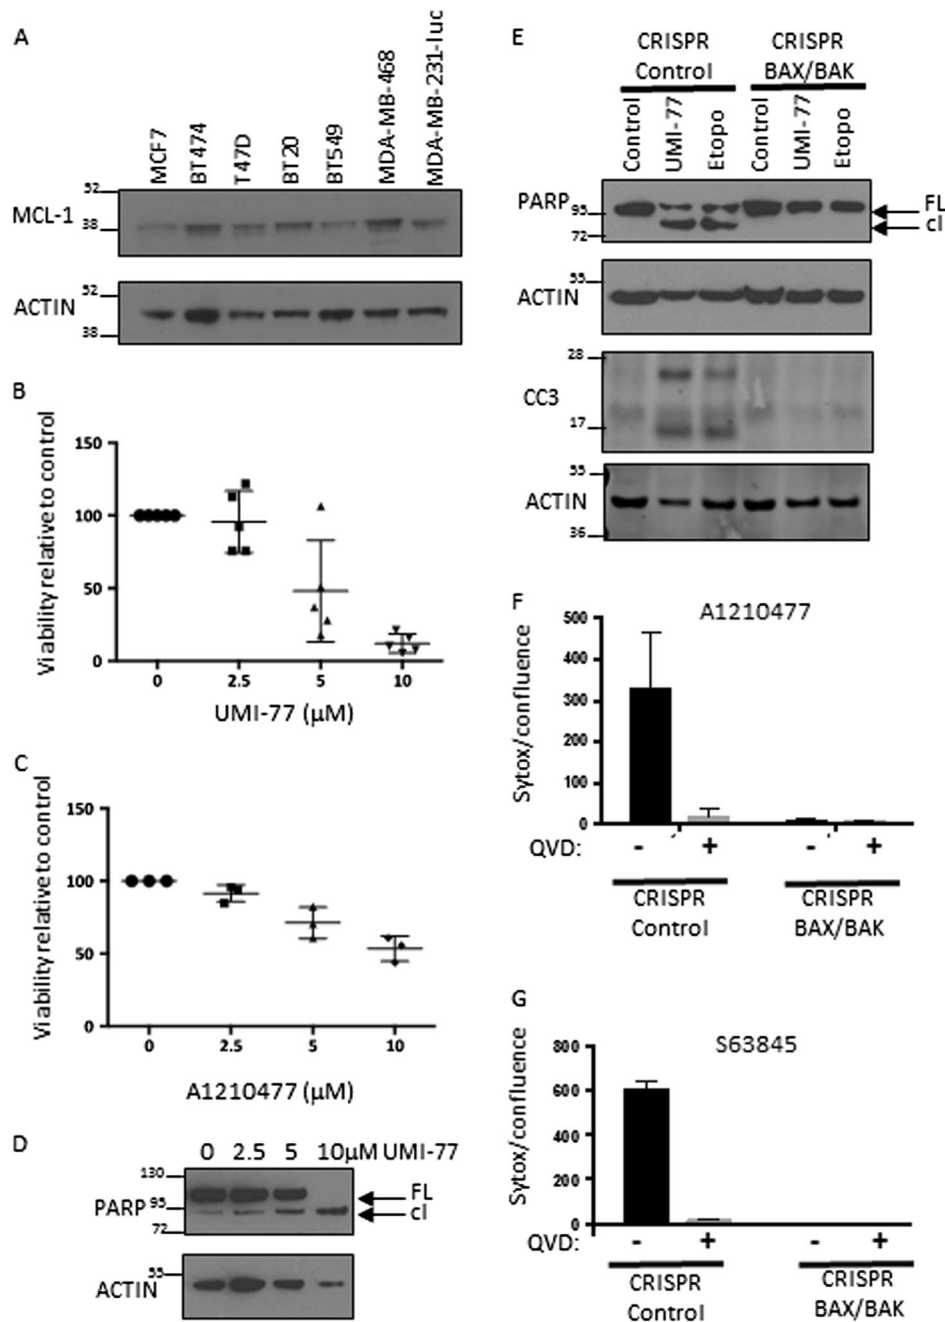 A
MCF7
BT474
T47D
BT20
BT549
MDA-MB-468
MDA-MB-231-luc
MCL-1
52
38
ACTIN
52
38
B
Viability relative to control
150
100
50
0
0 2.5 5 10
UMI-77 (μM)
C
Viability relative to control
150
100
50
0
0 2.5 5 10
A1210477 (μM)
D
0 2.5 5 10μM UMI-77
130
PARP 95
72
FL
cl
55
ACTIN
E
CRISPR Control
CRISPR BAX/BAK
Control
UMI-77
Etopo
Control
UMI-77
Etopo
PARP
95
72
FL
cl
55
ACTIN
28
CC3
17
55
ACTIN
36
F
A1210477
Sytox/confluence
500
400
300
200
100
0
QVD: - + - +
CRISPR Control
CRISPR BAX/BAK
G
S63845
Sytox/confluence
800
600
400
200
0
QVD: - + - +
CRISPR Control
CRISPR BAX/BAK